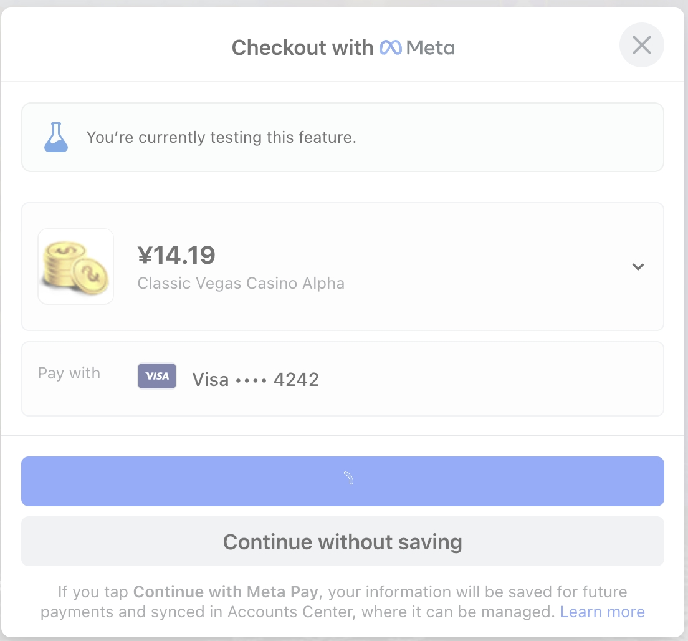 Checkout with Meta
You're currently testing this feature.
¥14.19
Classic Vegas Casino Alpha
Pay with
VISA
Visa •••• 4242
Continue without saving
If you tap Continue with Meta Pay, your information will be saved for future
payments and synced in Accounts Center, where it can be managed. Learn more